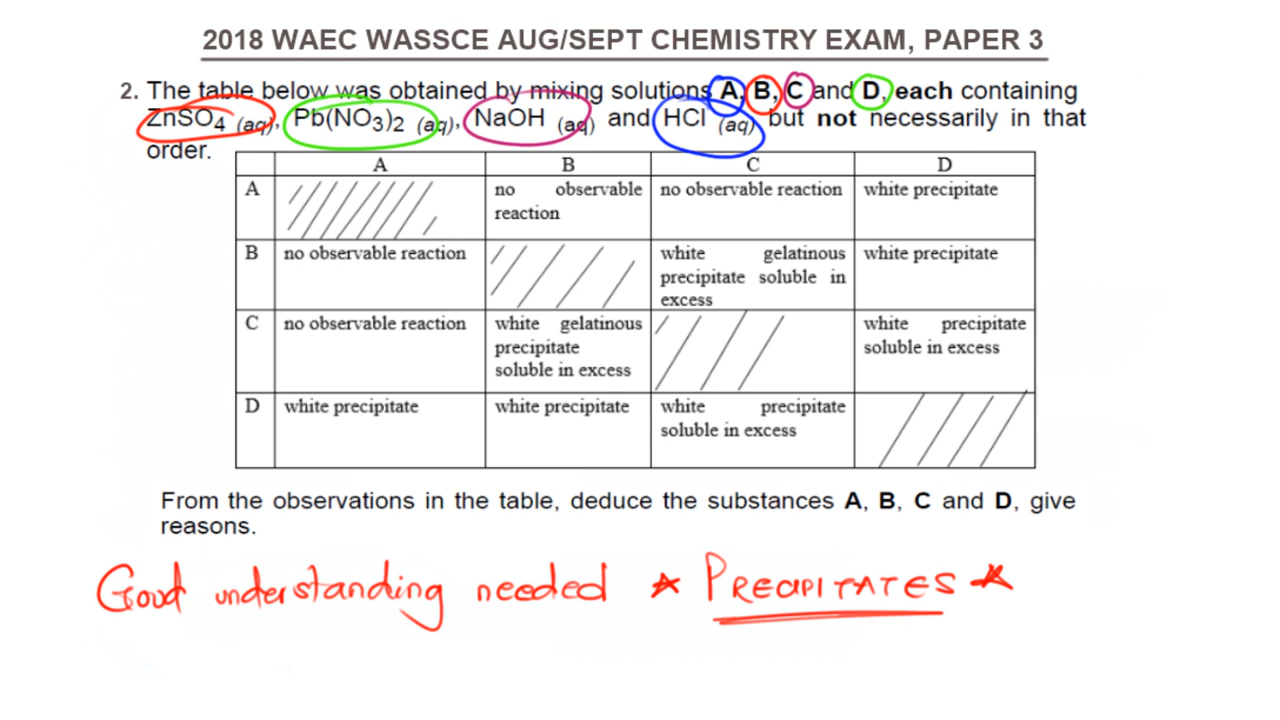 2018 WAEC WASSCE AUG/SEPT CHEMISTRY EXAM, PAPER 3
2. The table below was obtained by mixing solutions A, B, C and D, each containing
ZnSO4 (aq), Pb(NO3)2 (aq), NaOH (aq) and HCl (aq) but not necessarily in that
order.
A B C D
A no observable reaction no observable reaction white precipitate
B no observable reaction white gelatinous precipitate soluble in excess white precipitate
C no observable reaction white gelatinous precipitate soluble in excess white precipitate soluble in excess
D white precipitate white precipitate white precipitate soluble in excess
From the observations in the table, deduce the substances A, B, C and D, give
reasons.
Good understanding needed ★ PRECIPITATES ★